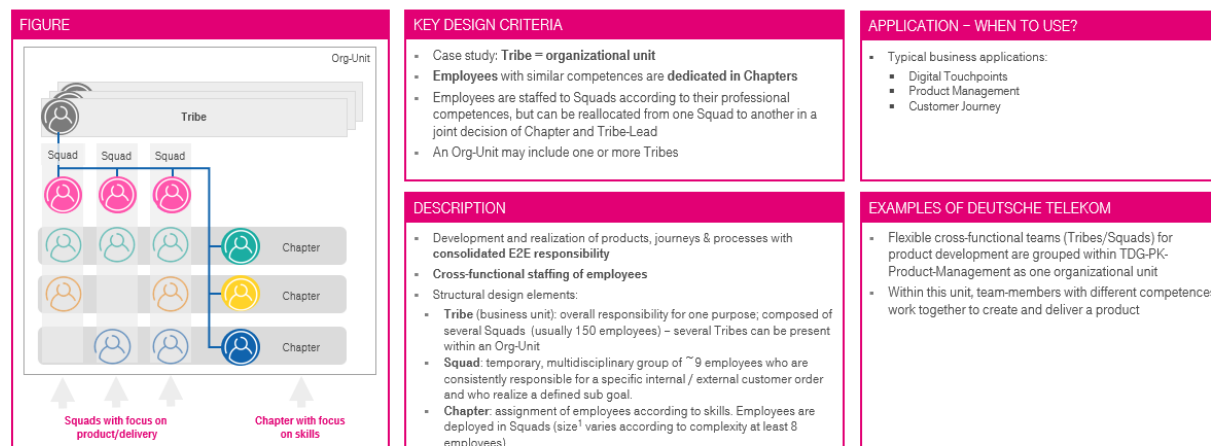 FIGURE
Org-Unit
Tribe
Squad Squad Squad
Chapter
Chapter
Chapter
Squads with focus on
product/delivery
Chapter with focus
on skills
KEY DESIGN CRITERIA
Case study: Tribe = organizational unit
Employees with similar competences are dedicated in Chapters
Employees are staffed to Squads according to their professional
competences, but can be reallocated from one Squad to another in a
joint decision of Chapter and Tribe-Lead
An Org-Unit may include one or more Tribes
DESCRIPTION
Development and realization of products, journeys & processes with
consolidated E2E responsibility
Cross-functional staffing of employees
Structural design elements:
Tribe (business unit): overall responsibility for one purpose; composed of
several Squads (usually 150 employees) – several Tribes can be present
within an Org-Unit
Squad: temporary, multidisciplinary group of ~9 employees who are
consistently responsible for a specific internal / external customer order
and who realize a defined sub goal.
Chapter: assignment of employees according to skills. Employees are
deployed in Squads (size¹ varies according to complexity at least 8
employees)
APPLICATION – WHEN TO USE?
Typical business applications:
Digital Touchpoints
Product Management
Customer Journey
EXAMPLES OF DEUTSCHE TELEKOM
Flexible cross-functional teams (Tribes/Squads) for
product development are grouped within TDG-PK-
Product-Management as one organizational unit
Within this unit, team-members with different competences
work together to create and deliver a product